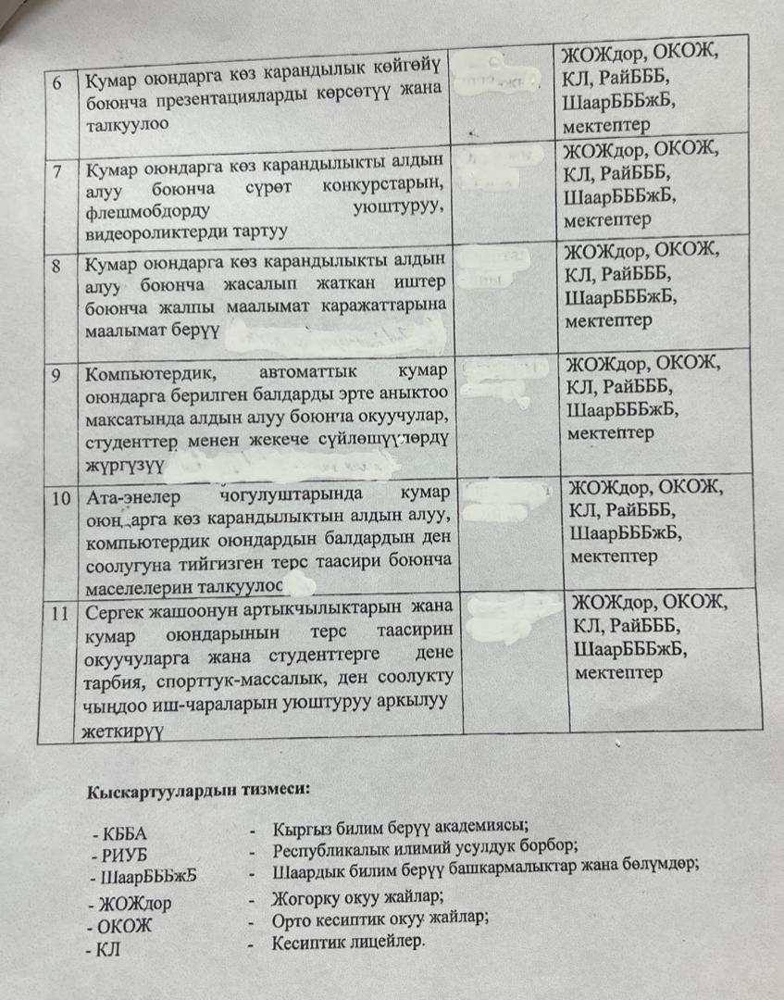 6 Кумар оюндарга көз карандылык көйгөйү
боюнча презентацияларды көрсөтүү жана
талкуулоо
ЖОЖдор, ОКОЖ,
КЛ, РайБББ,
ШаарБББжБ,
мектептер
7 Кумар оюндарга көз карандылыкты алдын
алуу боюнча сүрөт конкурстарын,
флешмобдорду уюштуруу,
видеороликтерди тартуу
ЖОЖдор, ОКОЖ,
КЛ, РайБББ,
ШаарБББжБ,
мектептер
8 Кумар оюндарга көз карандылыкты алдын
алуу боюнча жасалып жаткан иштер
боюнча жалпы маалымат каражаттарына
маалымат берүү
ЖОЖдор, ОКОЖ,
КЛ, РайБББ,
ШаарБББжБ,
мектептер
9 Компьютердик, автоматтык кумар
оюндарга берилген балдарды эрте аныктоо
максатында алдын алуу боюнча окуучулар,
студенттер менен жекече сүйлөшүүлөрдү
жүргүзүү
ЖОЖдор, ОКОЖ,
КЛ, РайБББ,
ШаарБББжБ,
мектептер
10 Ата-энелер чогулуштарында кумар
оюндарга көз карандылыктын алдын алуу,
компьютердик оюндардын балдардын ден
соолугуна тийгизген терс таасири боюнча
маселелерин талкуулоо
ЖОЖдор, ОКОЖ,
КЛ, РайБББ,
ШаарБББжБ,
мектептер
11 Сергек жашоонун артыкчылыктарын жана
кумар оюндарынын терс таасирин
окуучуларга жана студенттерге дене
тарбия, спорттук-массалык, ден соолукту
чыңдоо иш-чараларын уюштуруу аркылуу
жеткирүү
ЖОЖдор, ОКОЖ,
КЛ, РайБББ,
ШаарБББжБ,
мектептер
Кыскартуулардын тизмеси:
- КББА - Кыргыз билим берүү академиясы;
- РИУБ - Республикалык илимий усулдук борбор;
- ШаарБББжБ - Шаардык билим берүү башкармалыктар жана бөлүмдөр;
- ЖОЖдор - Жогорку окуу жайлар;
- ОКОЖ - Орто кесиптик окуу жайлар;
- КЛ - Кесиптик лицейлер.